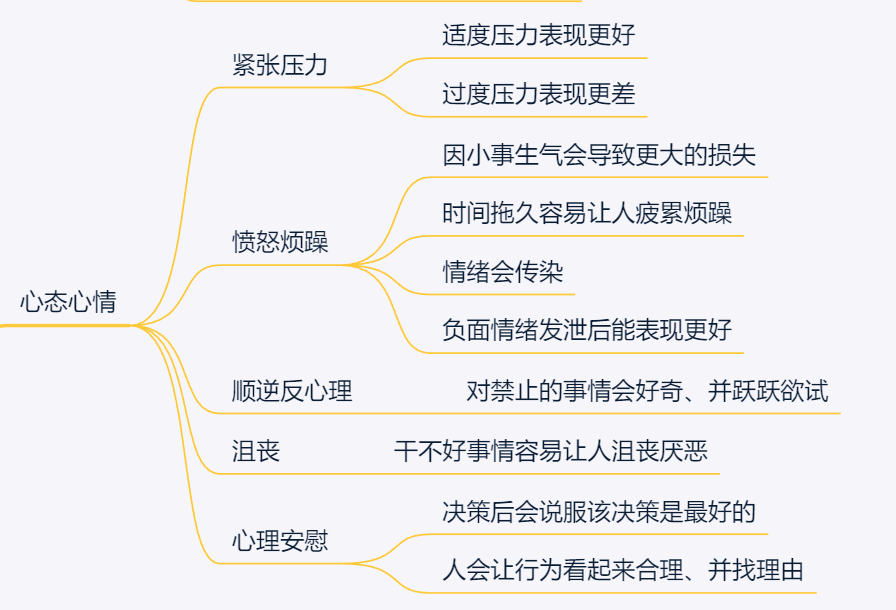 心态心情
紧张压力
适度压力表现更好
过度压力表现更差
愤怒烦躁
因小事生气会导致更大的损失
时间拖久容易让人疲累烦躁
情绪会传染
负面情绪发泄后能表现更好
顺逆反心理
对禁止的事情会好奇、并跃跃欲试
沮丧
干不好事情容易让人沮丧厌恶
心理安慰
决策后会说服该决策是最好的
人会让行为看起来合理、并找理由